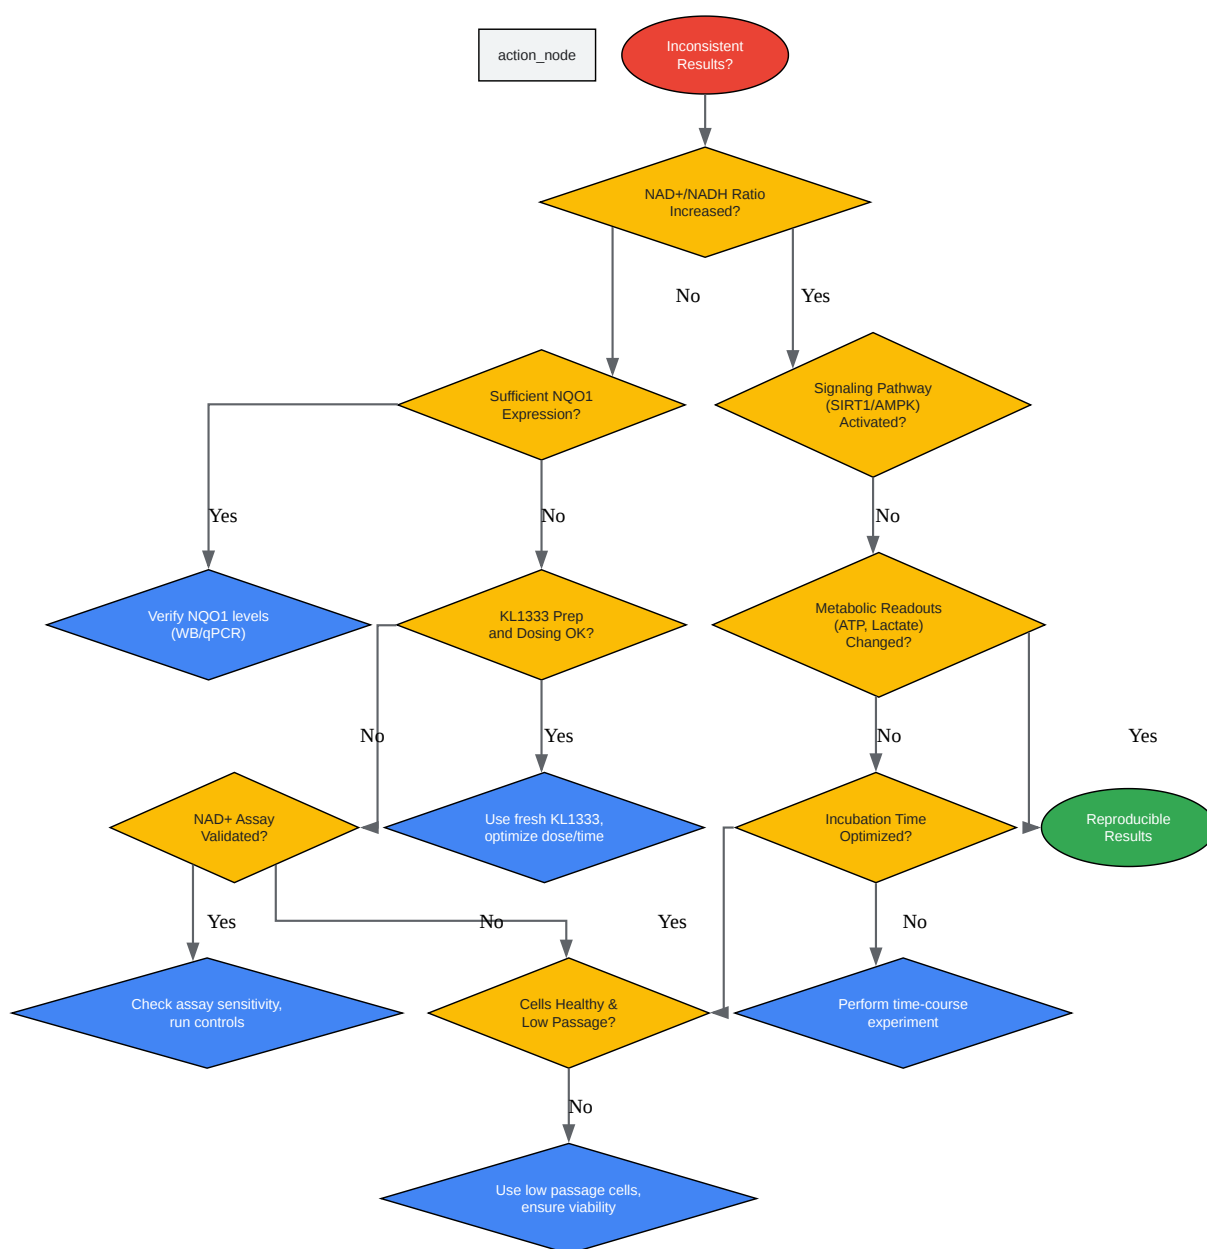 action_node
Inconsistent
Results?
NAD+/NADH Ratio
Increased?
No
Yes
Sufficient NQO1
Expression?
Signaling Pathway
(SIRT1/AMPK)
Activated?
Yes
No
No
Verify NQO1 levels
(WB/qPCR)
KL1333 Prep
and Dosing OK?
Metabolic Readouts
(ATP, Lactate)
Changed?
No
Yes
No
Yes
NAD+ Assay
Validated?
Use fresh KL1333,
optimize dose/time
Incubation Time
Optimized?
Reproducible
Results
Yes
No
Yes
No
Check assay sensitivity,
run controls
Cells Healthy &
Low Passage?
Perform time-course
experiment
No
Use low passage cells,
ensure viability